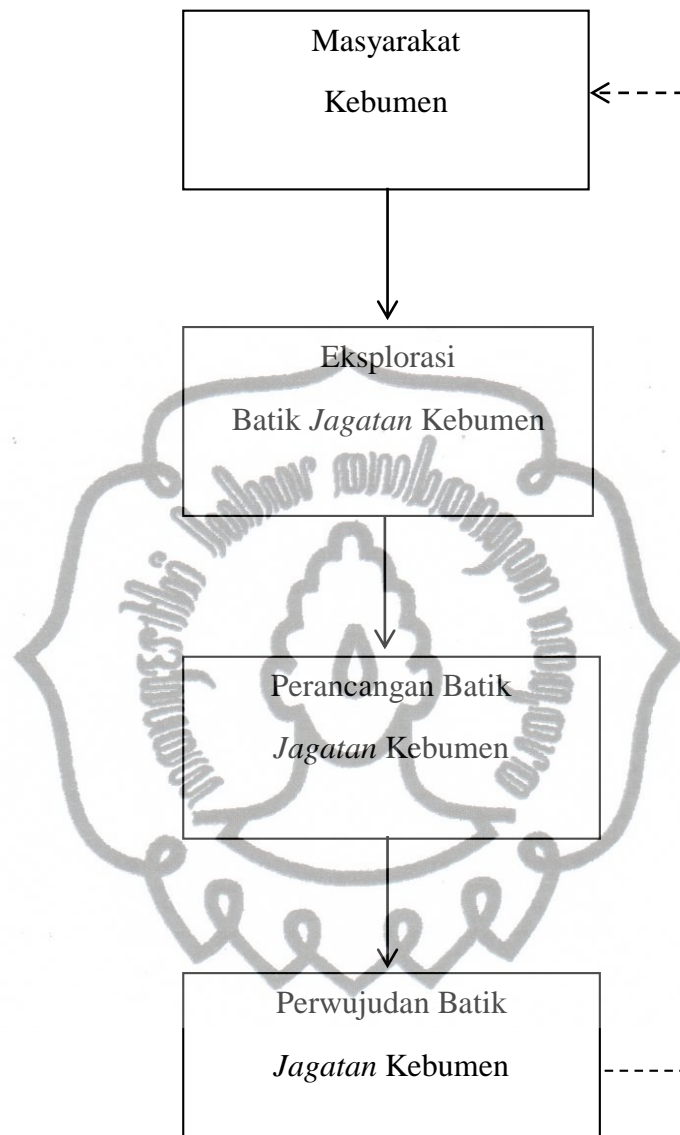 Masyarakat
Kebumen
Eksplorasi
Batik Jagatan Kebumen
Perancangan Batik
Jagatan Kebumen
Perwujudan Batik
Jagatan Kebumen